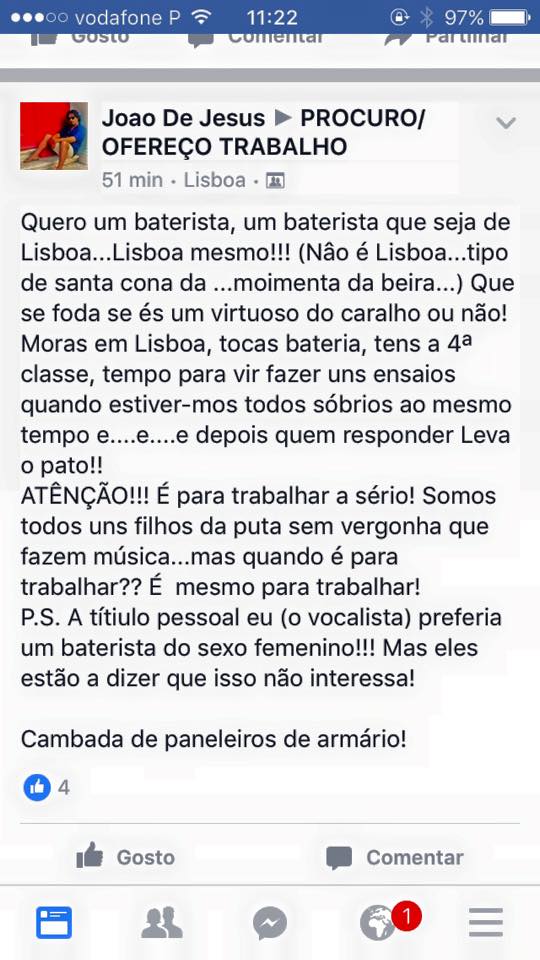 vodafone P 11:22 97%
Gosto Comentar Partilhar
Joao De Jesus ▶ PROCURO/
OFEREÇO TRABALHO
51 min · Lisboa ·
Quero um baterista, um baterista que seja de
Lisboa...Lisboa mesmo!!! (Nâo é Lisboa...tipo
de santa cona da ...moimenta da beira...) Que
se foda se és um virtuoso do caralho ou não!
Moras em Lisboa, tocas bateria, tens a 4ª
classe, tempo para vir fazer uns ensaios
quando estiver-mos todos sóbrios ao mesmo
tempo e....e....e depois quem responder Leva
o pato!!
ATÊNÇÃO!!! É para trabalhar a sério! Somos
todos uns filhos da puta sem vergonha que
fazem música...mas quando é para
trabalhar?? É  mesmo para trabalhar!
P.S. A títiulo pessoal eu (o vocalista) preferia
um baterista do sexo femenino!!! Mas eles
estão a dizer que isso não interessa!
Cambada de paneleiros de armário!
4
Gosto Comentar
1